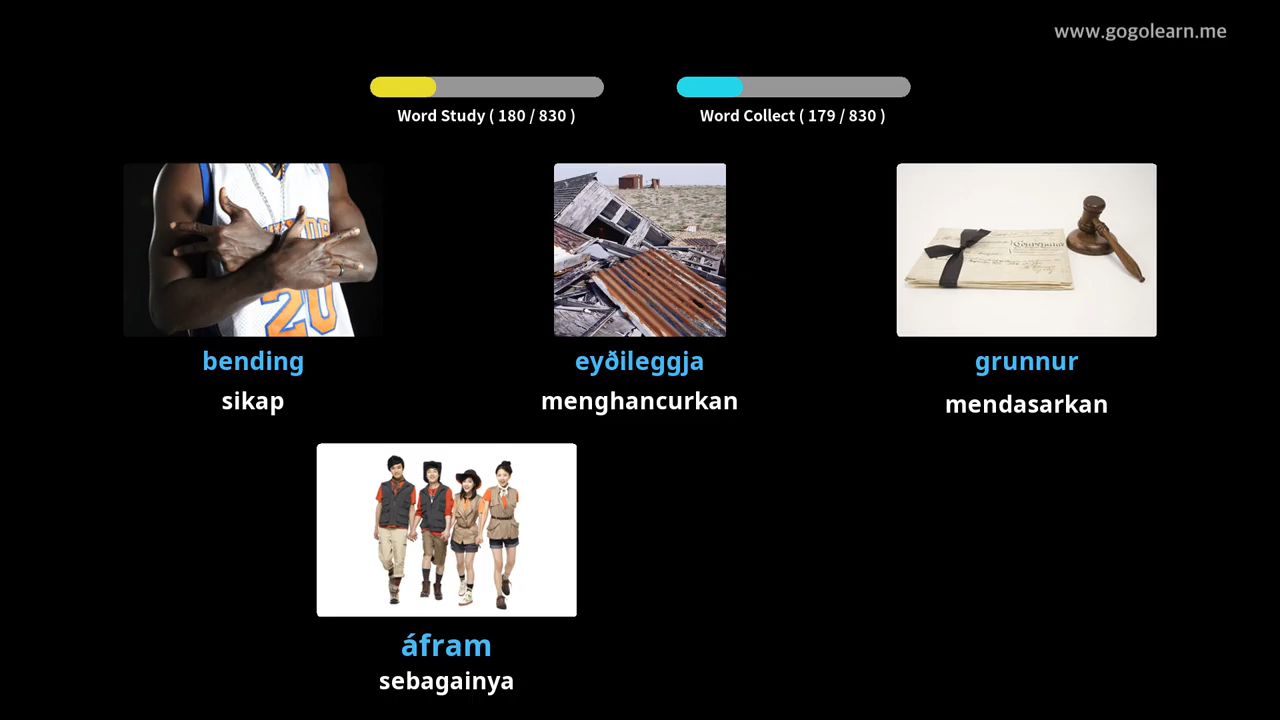 www.gogolearn.me
Word Study ( 180 / 830 )
Word Collect ( 179 / 830 )
20
bending
sikap
eyðileggja
menghancurkan
grunnur
mendasarkan
áfram
sebagainya